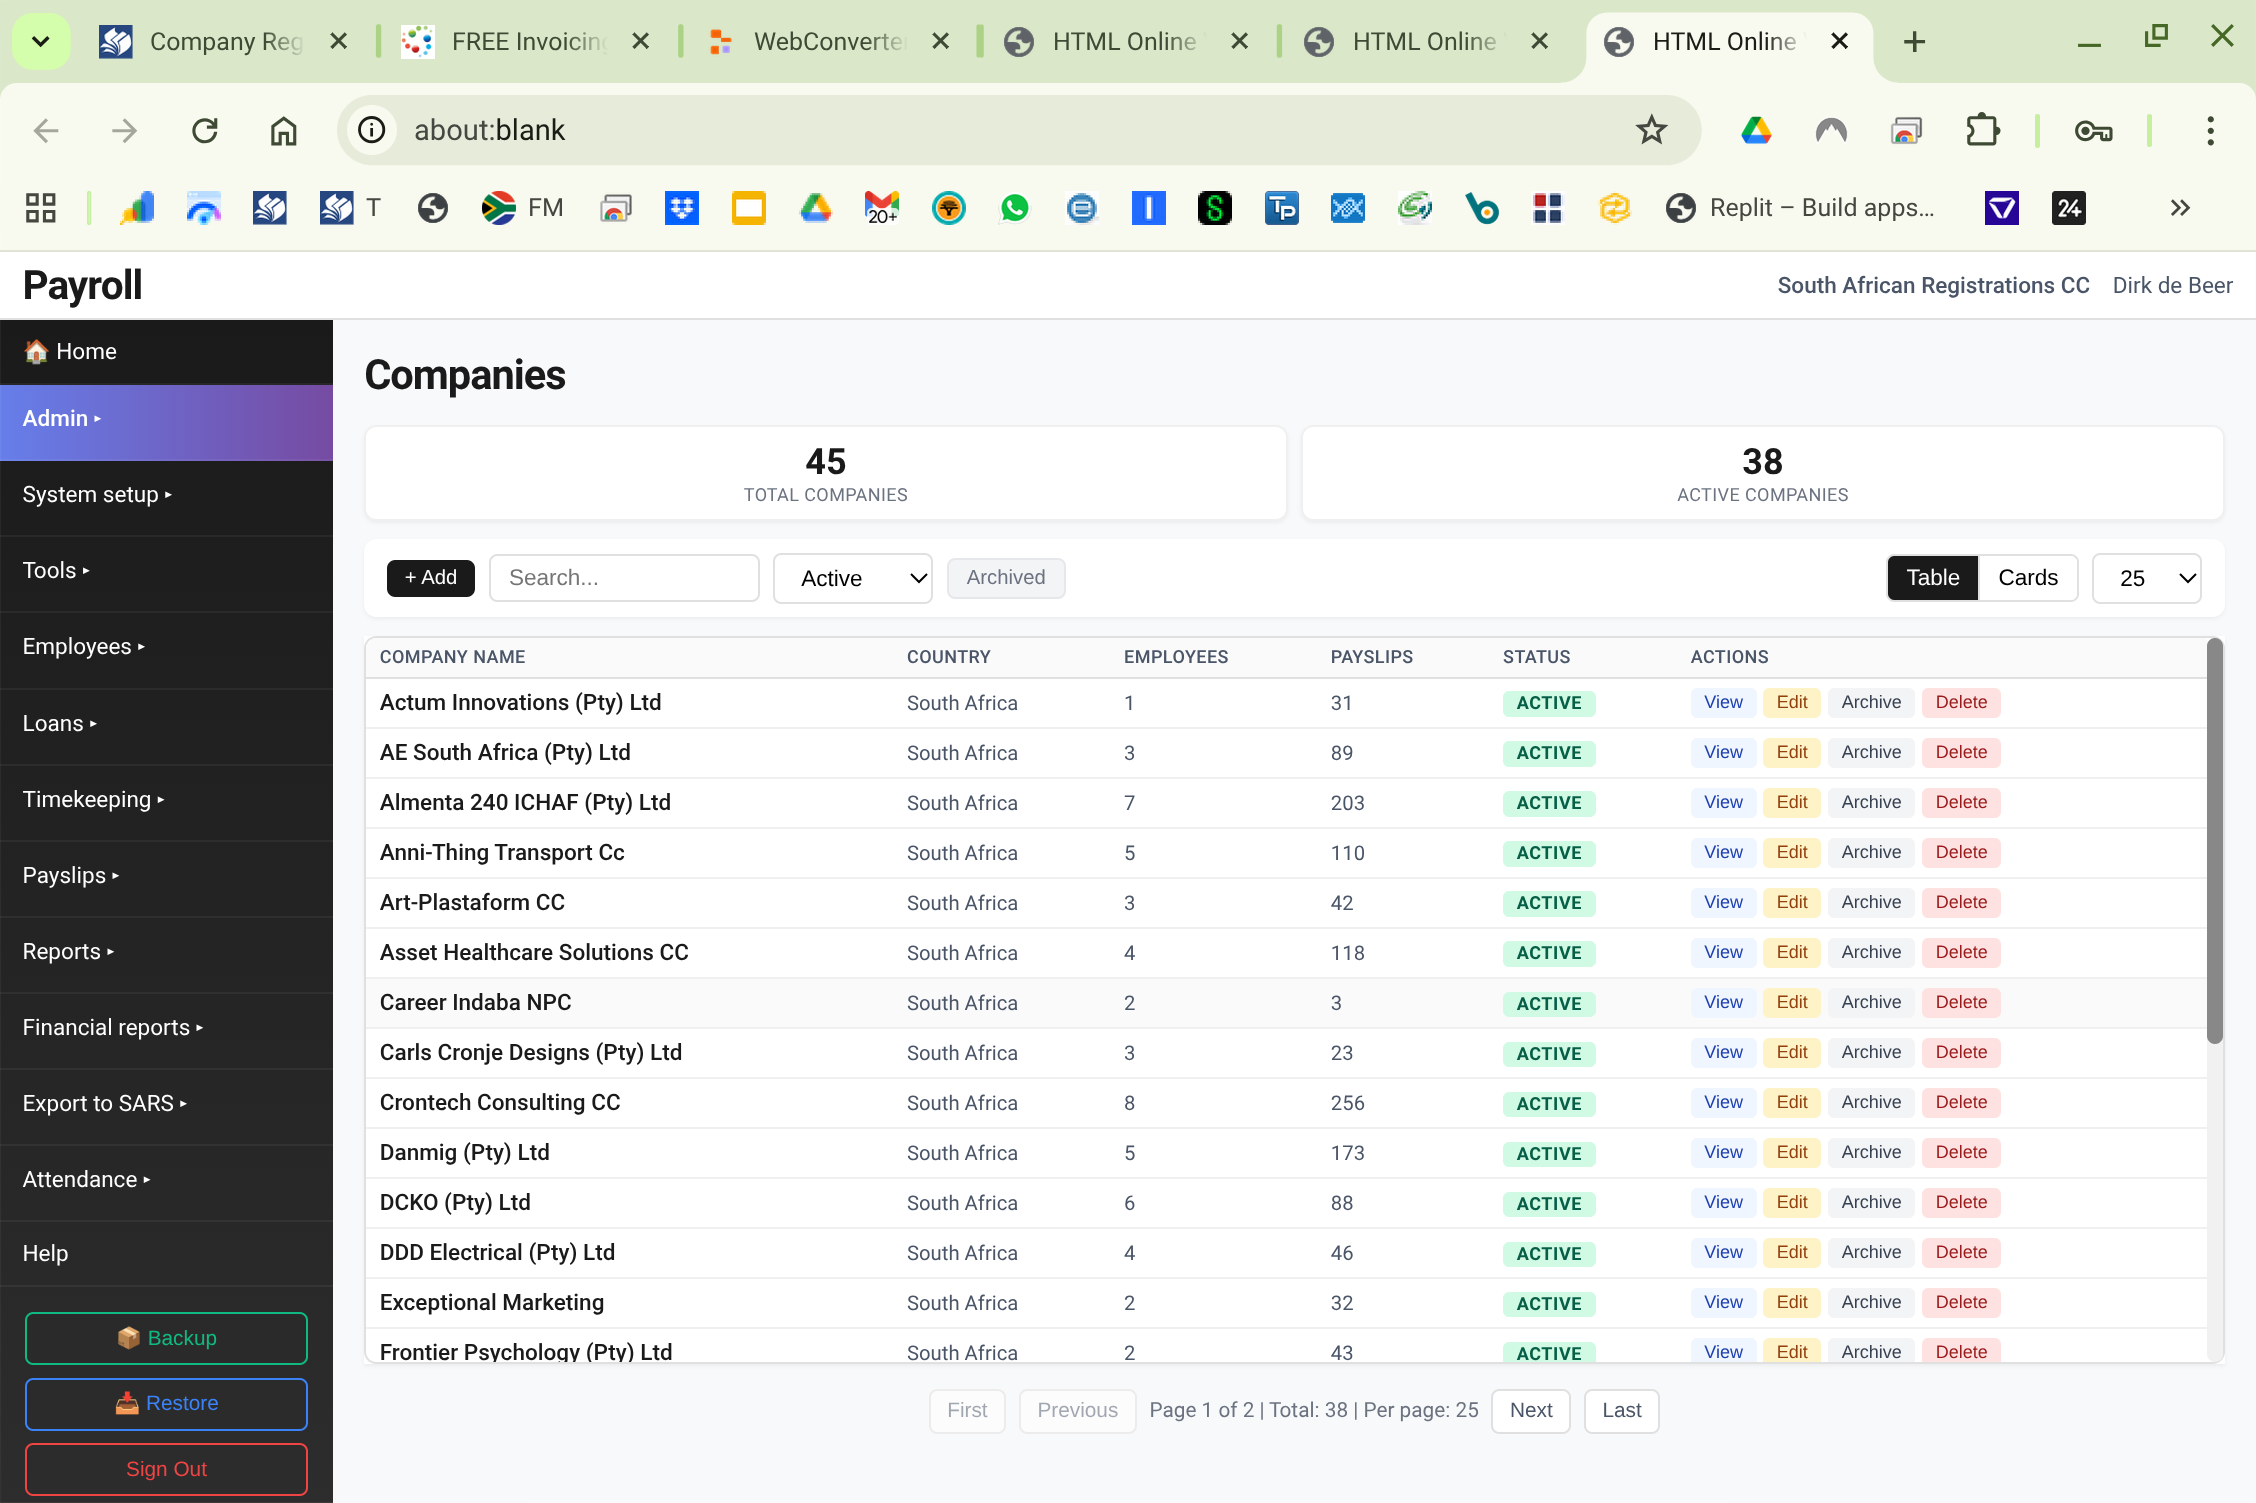 Company Reg
FREE Invoicing
WebConverter
HTML Online
HTML Online
HTML Online
about:blank
T
FM
20+
TP
Replit – Build apps...
24
Payroll
South African Registrations CC Dirk de Beer
Home
Admin
System setup
Tools
Employees
Loans
Timekeeping
Payslips
Reports
Financial reports
Export to SARS
Attendance
Help
Backup
Restore
Sign Out
Companies
45
TOTAL COMPANIES
38
ACTIVE COMPANIES
+ Add Search... Active Archived Table Cards 25
COMPANY NAME COUNTRY EMPLOYEES PAYSLIPS STATUS ACTIONS
Actum Innovations (Pty) Ltd South Africa 1 31 ACTIVE View Edit Archive Delete
AE South Africa (Pty) Ltd South Africa 3 89 ACTIVE View Edit Archive Delete
Almenta 240 ICHAF (Pty) Ltd South Africa 7 203 ACTIVE View Edit Archive Delete
Anni-Thing Transport Cc South Africa 5 110 ACTIVE View Edit Archive Delete
Art-Plastaform CC South Africa 3 42 ACTIVE View Edit Archive Delete
Asset Healthcare Solutions CC South Africa 4 118 ACTIVE View Edit Archive Delete
Career Indaba NPC South Africa 2 3 ACTIVE View Edit Archive Delete
Carls Cronje Designs (Pty) Ltd South Africa 3 23 ACTIVE View Edit Archive Delete
Crontech Consulting CC South Africa 8 256 ACTIVE View Edit Archive Delete
Danmig (Pty) Ltd South Africa 5 173 ACTIVE View Edit Archive Delete
DCKO (Pty) Ltd South Africa 6 88 ACTIVE View Edit Archive Delete
DDD Electrical (Pty) Ltd South Africa 4 46 ACTIVE View Edit Archive Delete
Exceptional Marketing South Africa 2 32 ACTIVE View Edit Archive Delete
Frontier Psychology (Pty) Ltd South Africa 2 43 ACTIVE View Edit Archive Delete
First Previous Page 1 of 2 | Total: 38 | Per page: 25 Next Last